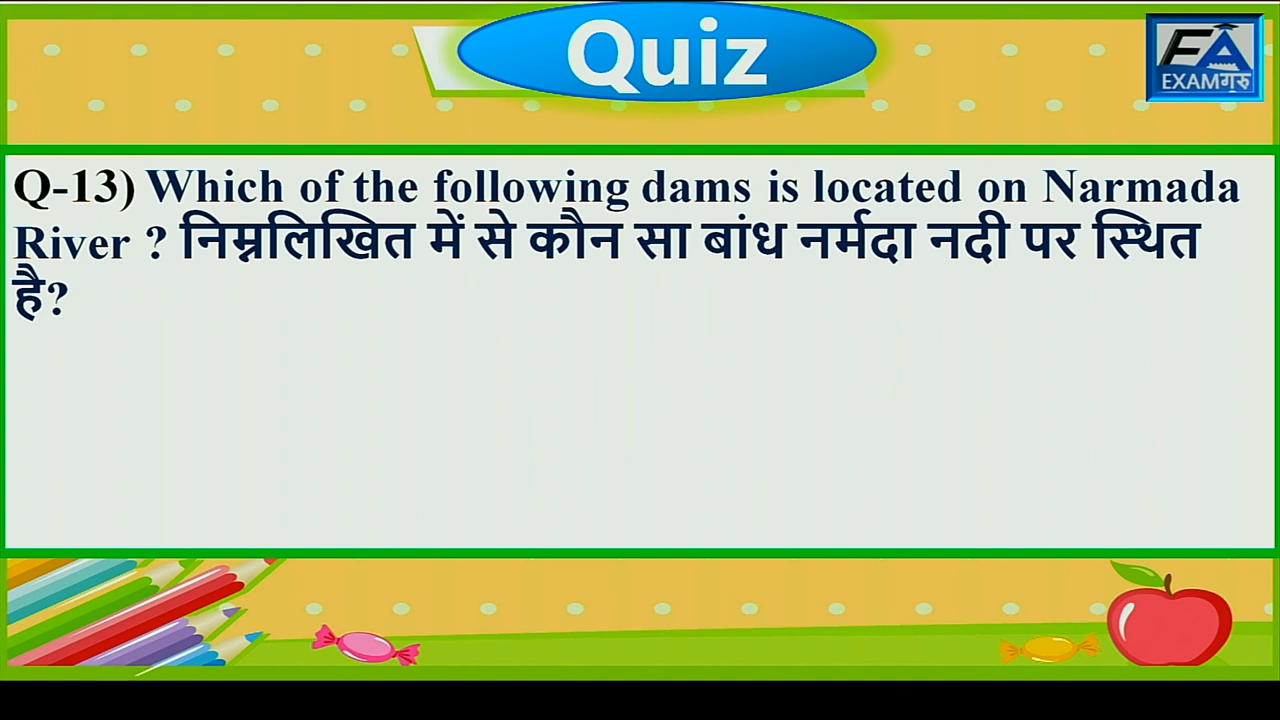 Quiz
EXAMगुरु
Q-13) Which of the following dams is located on Narmada
River ? निम्नलिखित में से कौन सा बांध नर्मदा नदी पर स्थित
है?